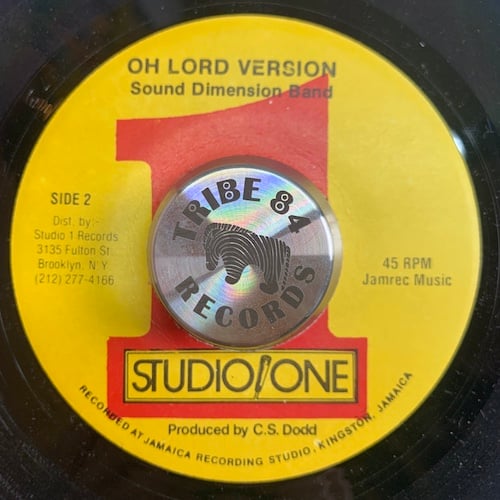 OH LORD VERSION
Sound Dimension Band
SIDE 2
Dist. by:-
Studio 1 Records
3135 Fulton St.
Brooklyn, N.Y.
(212) 277-4166
TRIBE 84
RECORDS
45 RPM
Jamrec Music
1
STUDIO/ONE
Produced by C.S. Dodd
RECORDED AT JAMAICA RECORDING STUDIO, KINGSTON, JAMAICA